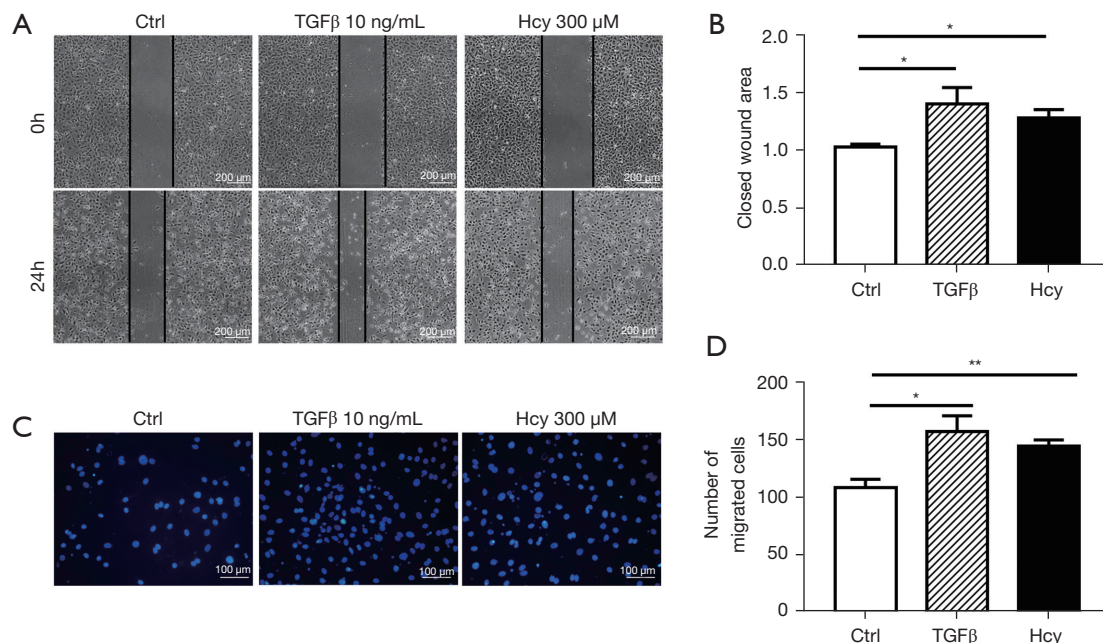 A
Ctrl
TGFβ 10 ng/mL
Hcy 300 μM
0h
200 μm
200 μm
200 μm
24h
200 μm
200 μm
200 μm
B
Closed wound area
2.0
1.5
1.0
0.5
0.0
*
*
Ctrl
TGFβ
Hcy
C
Ctrl
TGFβ 10 ng/mL
Hcy 300 μM
100 μm
100 μm
100 μm
D
Number of
migrated cells
200
150
100
50
0
**
*
Ctrl
TGFβ
Hcy